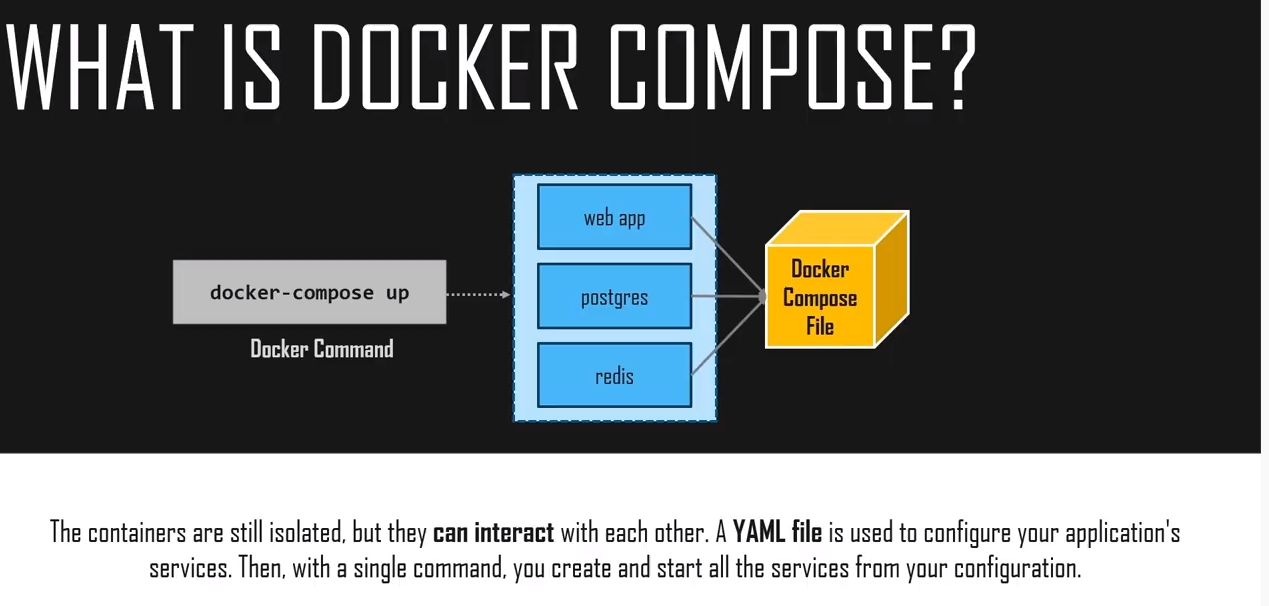 WHAT IS DOCKER COMPOSE?
docker-compose up
Docker Command
web app
postgres
redis
Docker
Compose
File
The containers are still isolated, but they can interact with each other. A YAML file is used to configure your application's
services. Then, with a single command, you create and start all the services from your configuration.